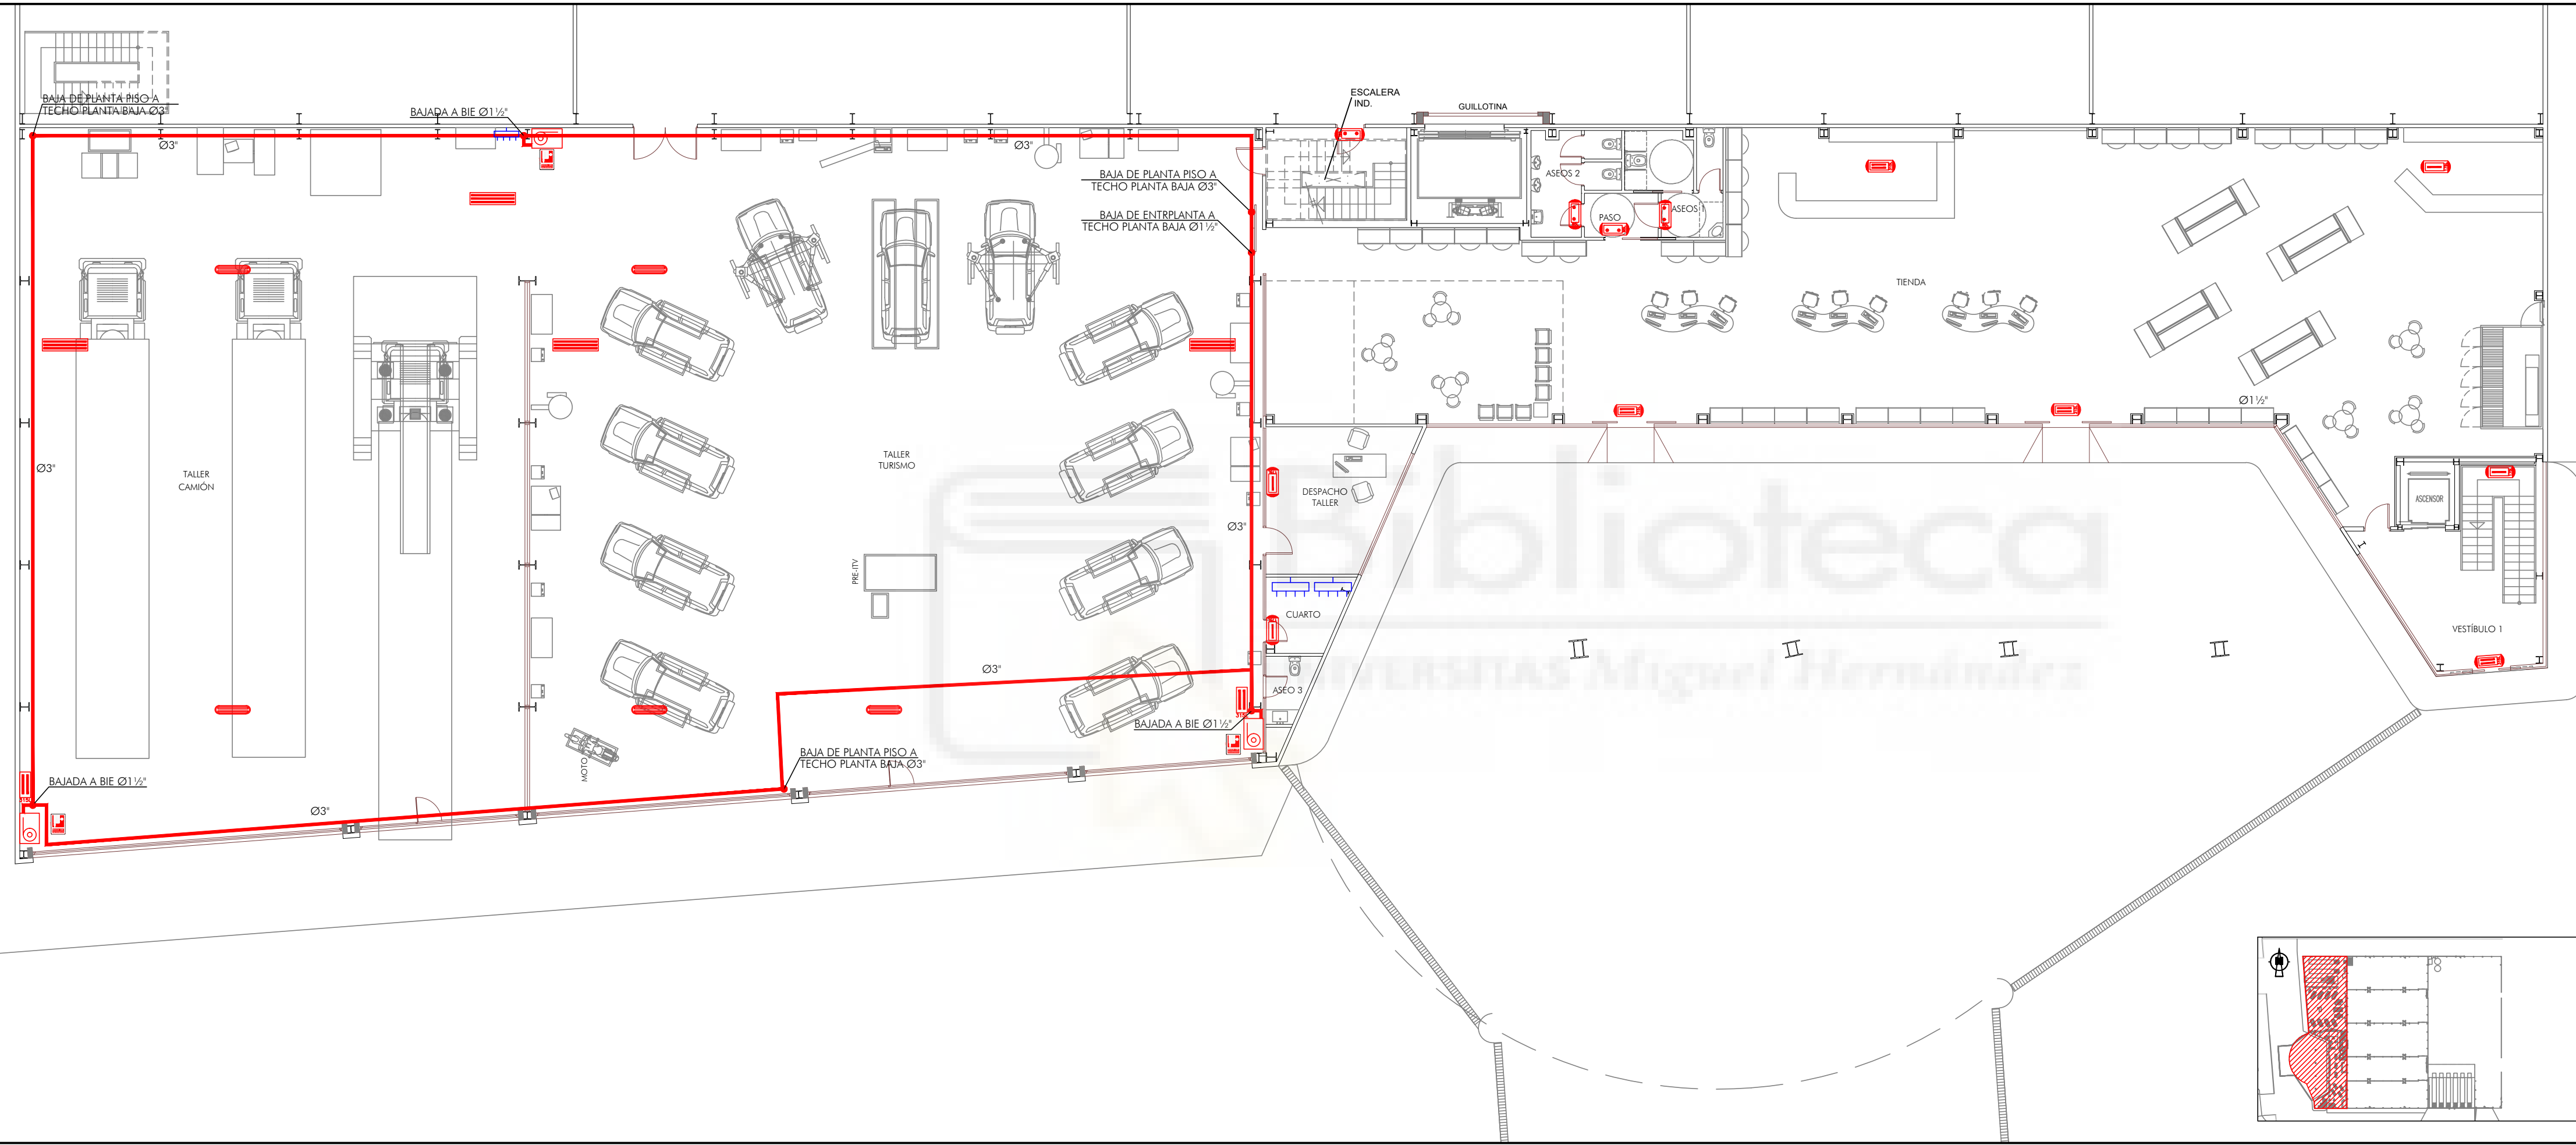 ESCALERA
IND.
GUILLOTINA
BAJA DE PLANTA PISO A
TECHO PLANTA BAJA Ø3"
BAJADA A BIE Ø1½"
Ø3"
Ø3"
BAJA DE PLANTA PISO A
TECHO PLANTA BAJA Ø3"
BAJA DE ENTRPLANTA A
TECHO PLANTA BAJA Ø1½"
ASEOS 2
PASO
ASEOS 1
TIENDA
Ø1½"
TALLER
TURISMO
TALLER
CAMIÓN
Ø3"
DESPACHO
TALLER
ASCENSOR
Ø3"
PRE-ITV
CUARTO
VESTÍBULO 1
Ø3"
ASEO 3
BAJADA A BIE Ø1½"
MOTO
BAJA DE PLANTA PISO A
TECHO PLANTA BAJA Ø3"
BAJADA A BIE Ø1½"
Ø3"
Biblioteca
UNIVERSITAS Miguel Hernández
N